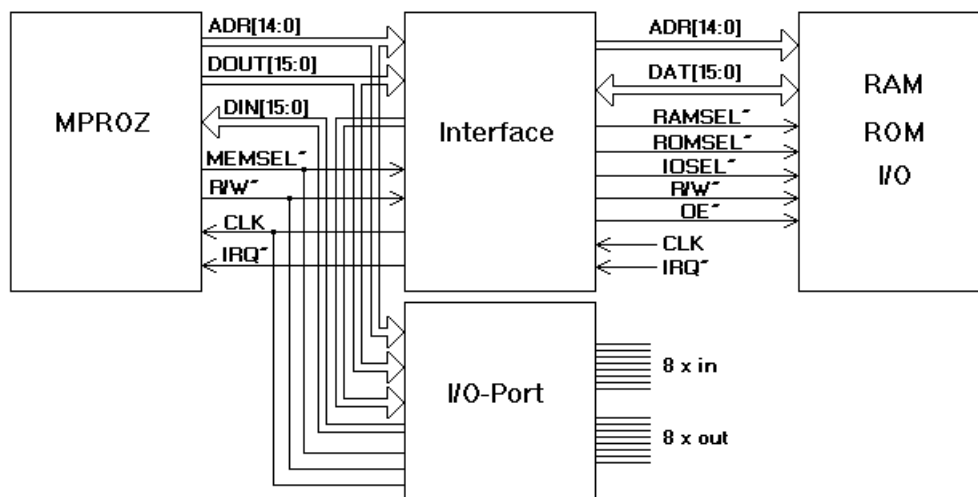 ADR[14:0]
DOUT[15:0]
DIN[15:0]
MPROZ
MEMSEL˜
R/W˜
CLK
IRQ˜
Interface
ADR[14:0]
DAT[15:0]
RAMSEL˜
ROMSEL˜
IOSEL˜
R/W˜
OE˜
CLK
IRQ˜
RAM
ROM
I/O
I/O-Port
8 x in
8 x out